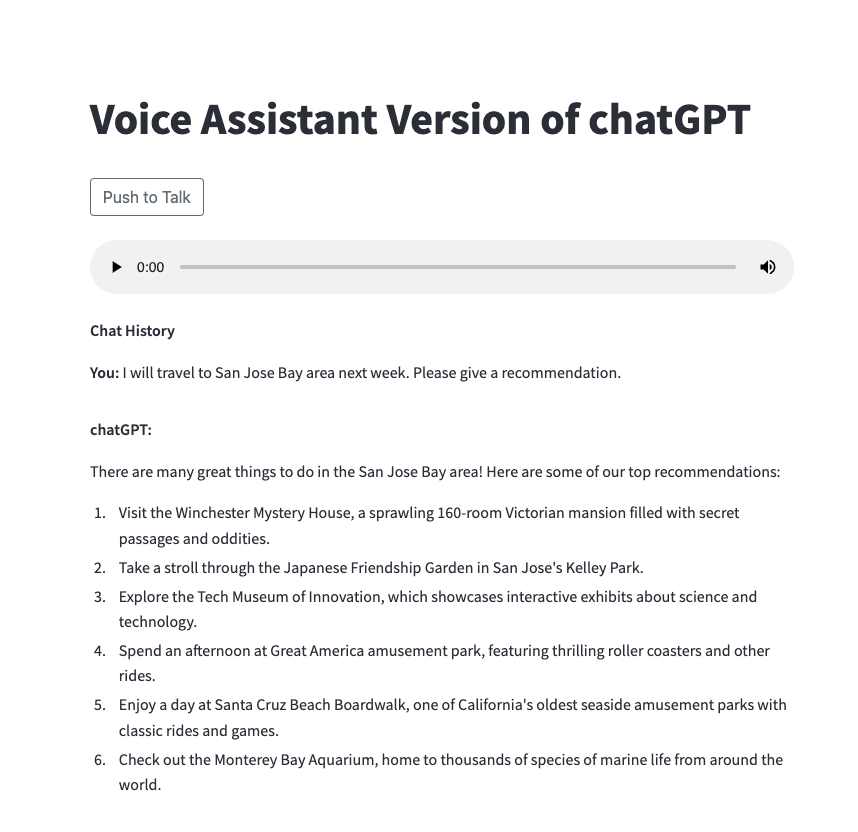 Voice Assistant Version of chatGPT
Push to Talk
0:00
Chat History
You: I will travel to San Jose Bay area next week. Please give a recommendation.
chatGPT:
There are many great things to do in the San Jose Bay area! Here are some of our top recommendations:
1. Visit the Winchester Mystery House, a sprawling 160-room Victorian mansion filled with secret
passages and oddities.
2. Take a stroll through the Japanese Friendship Garden in San Jose's Kelley Park.
3. Explore the Tech Museum of Innovation, which showcases interactive exhibits about science and
technology.
4. Spend an afternoon at Great America amusement park, featuring thrilling roller coasters and other
rides.
5. Enjoy a day at Santa Cruz Beach Boardwalk, one of California's oldest seaside amusement parks with
classic rides and games.
6. Check out the Monterey Bay Aquarium, home to thousands of species of marine life from around the
world.